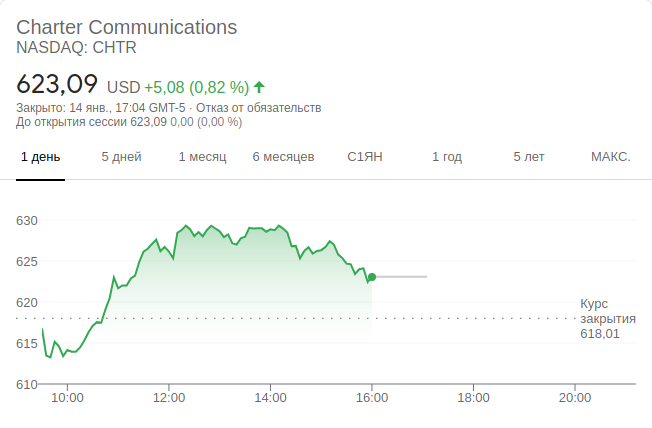 Charter Communications
NASDAQ: CHTR
623,09 USD +5,08 (0,82 %)
Закрыто: 14 янв., 17:04 GMT-5 · Отказ от обязательств
До открытия сессии 623,09 0,00 (0,00 %)
1 день 5 дней 1 месяц 6 месяцев С1ЯН 1 год 5 лет МАКС.
630
625
620
Курс
закрытия
618,01
615
610
10:00 12:00 14:00 16:00 18:00 20:00